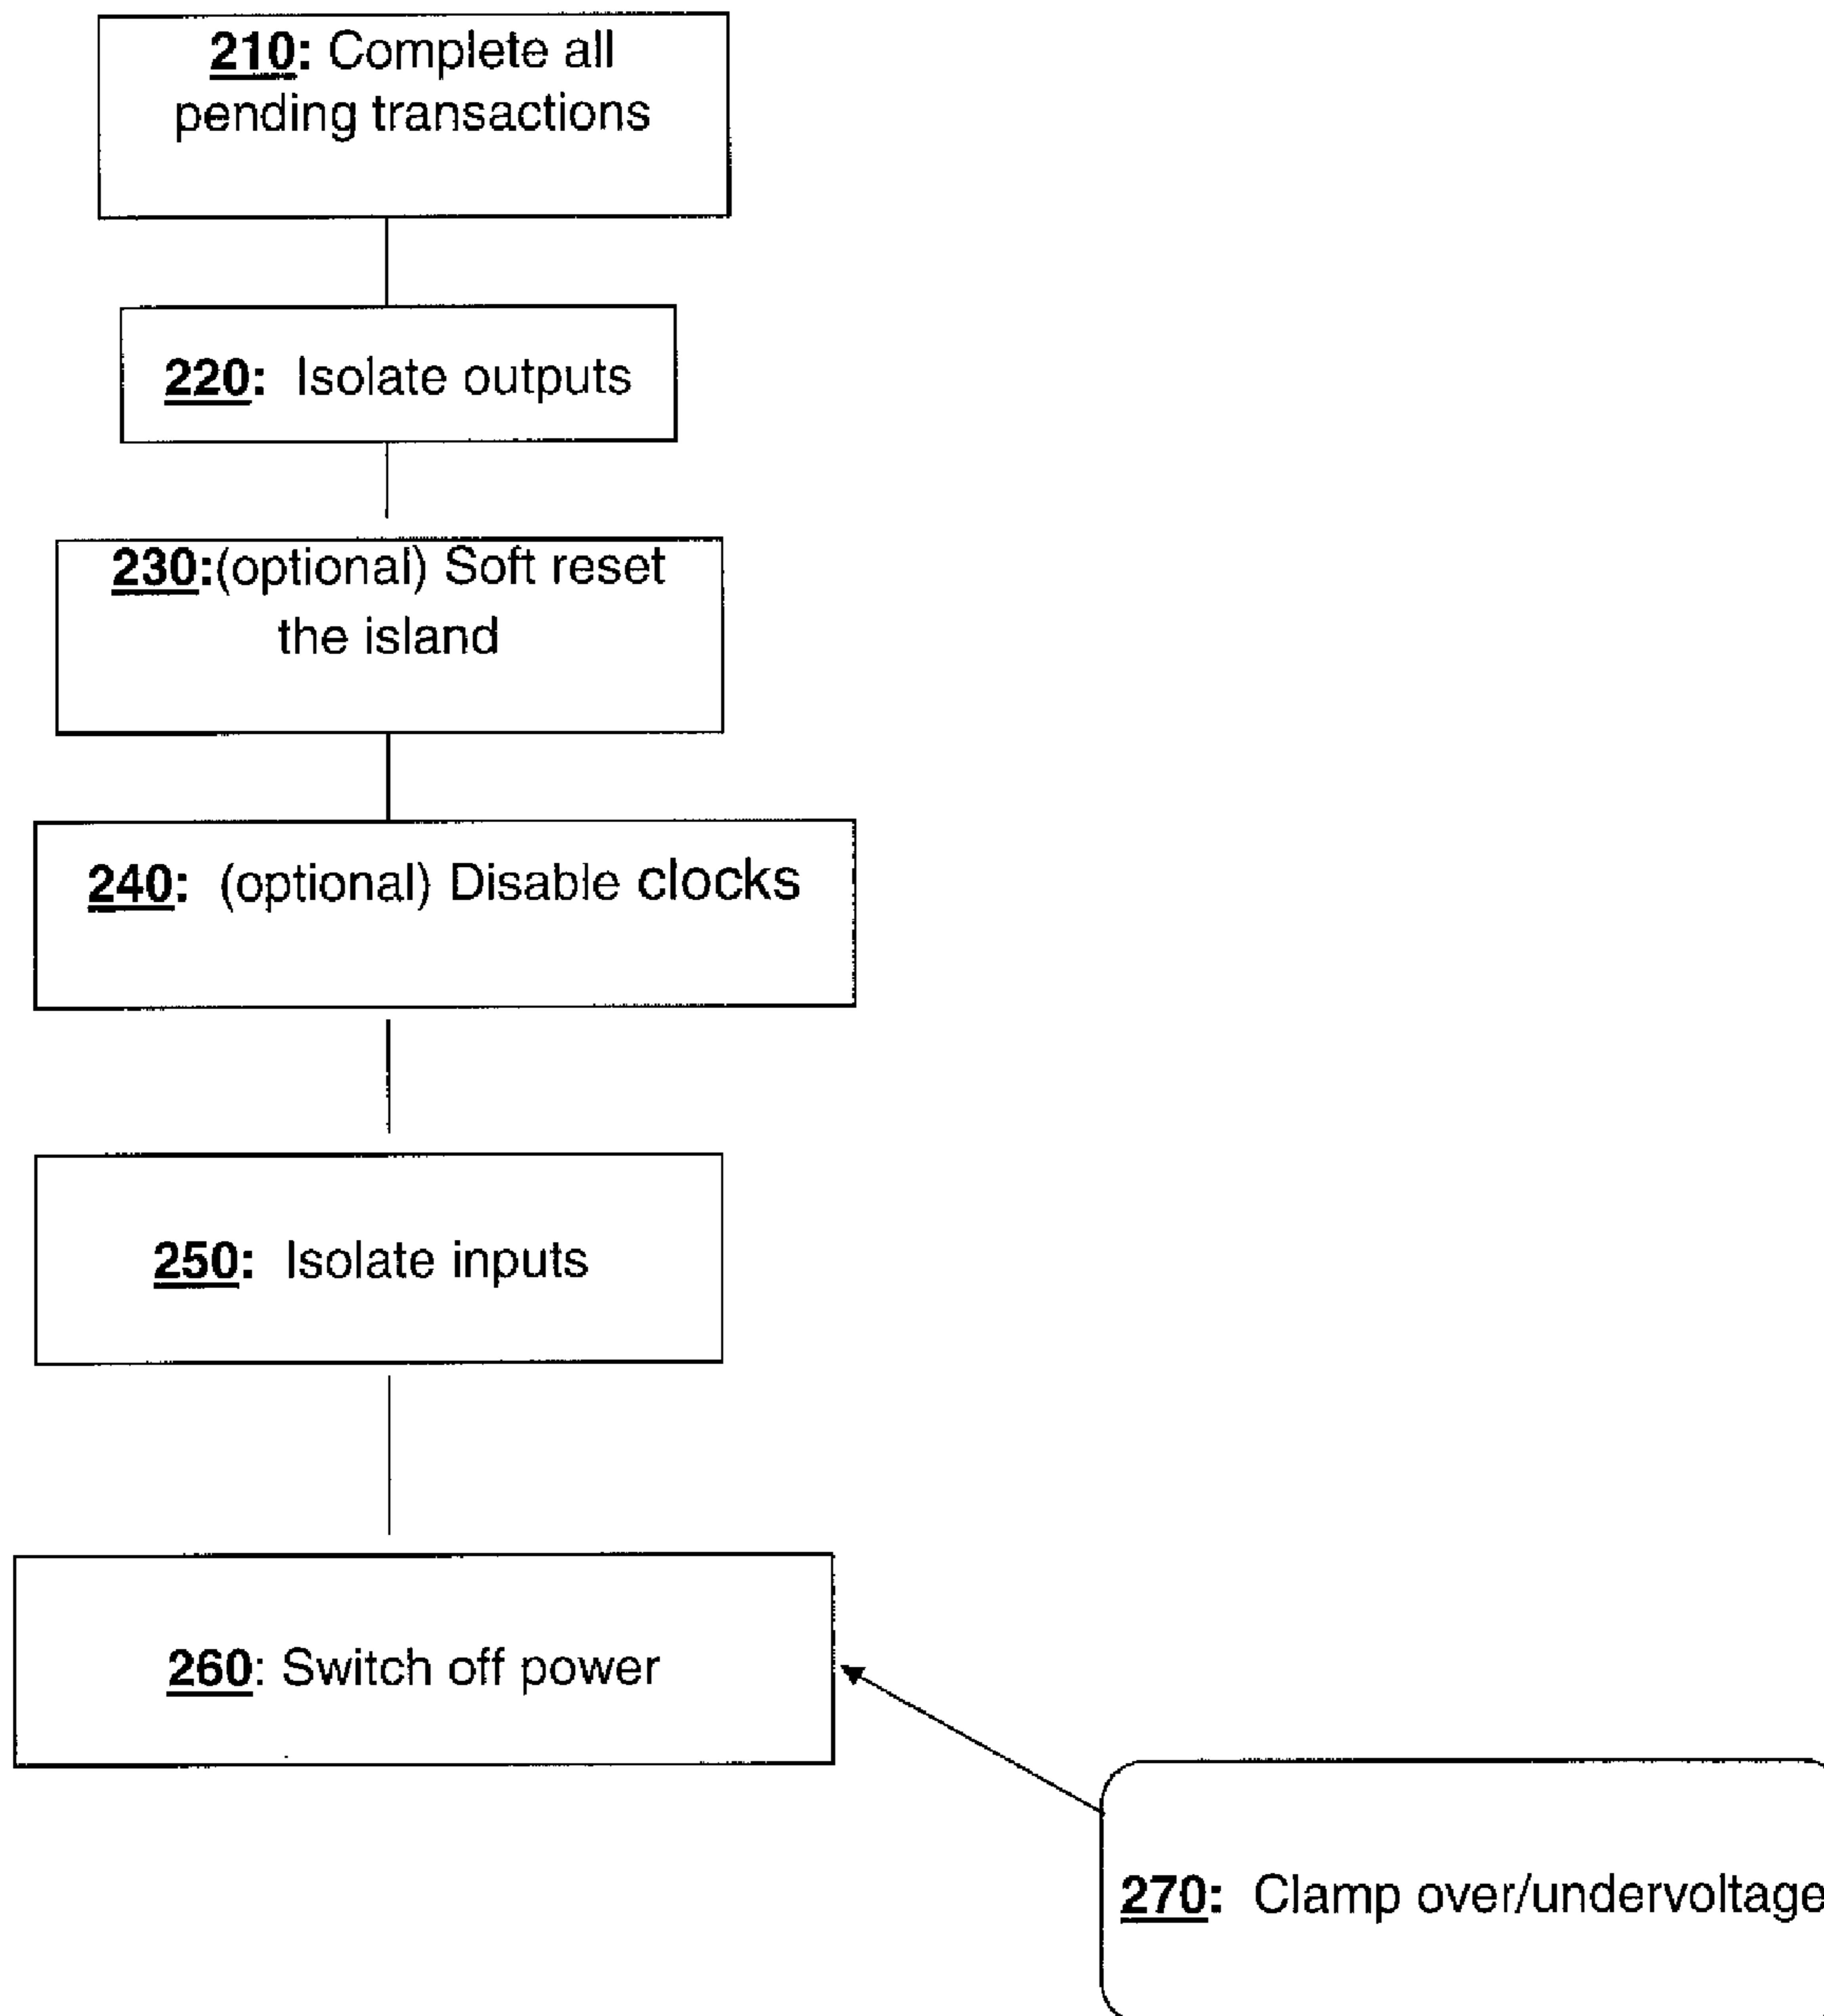 210: Complete all
pending transactions
220: Isolate outputs
230:(optional) Soft reset
the island
240: (optional) Disable clocks
250: Isolate inputs
260: Switch off power
270: Clamp over/undervoltage